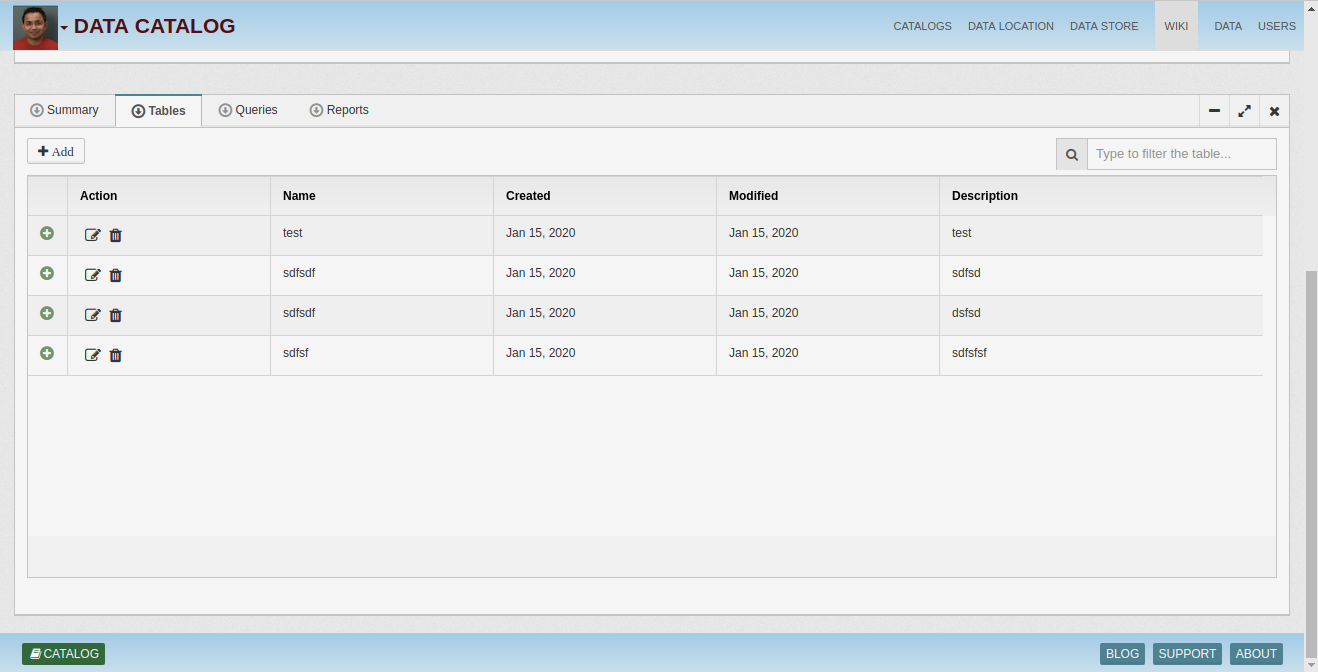 DATA CATALOG CATALOGS DATA LOCATION DATA STORE WIKI DATA USERS
Summary Tables Queries Reports
Add Type to filter the table...
Action Name Created Modified Description
test Jan 15, 2020 Jan 15, 2020 test
sdfsdf Jan 15, 2020 Jan 15, 2020 sdfsd
sdfsdf Jan 15, 2020 Jan 15, 2020 dsfsd
sdfsf Jan 15, 2020 Jan 15, 2020 sdfsfsf
CATALOG BLOG SUPPORT ABOUT